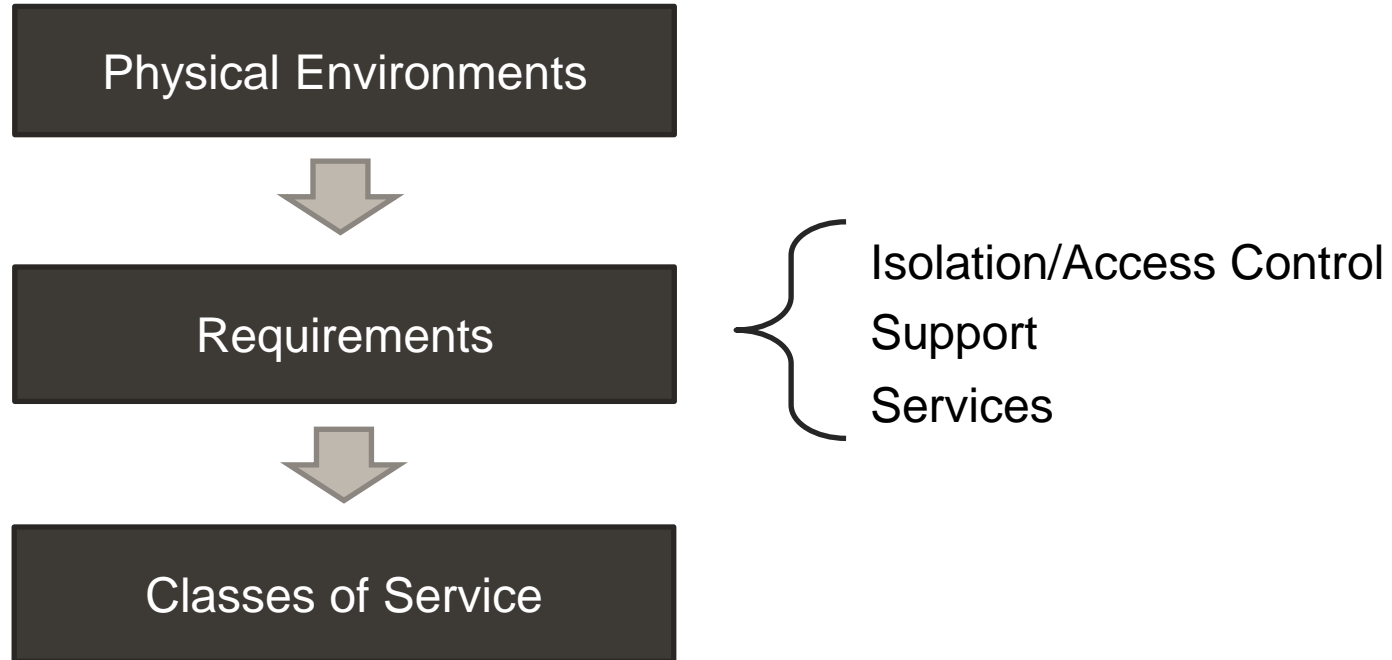 Physical Environments
Requirements
Isolation/Access Control
Support
Services
Classes of Service